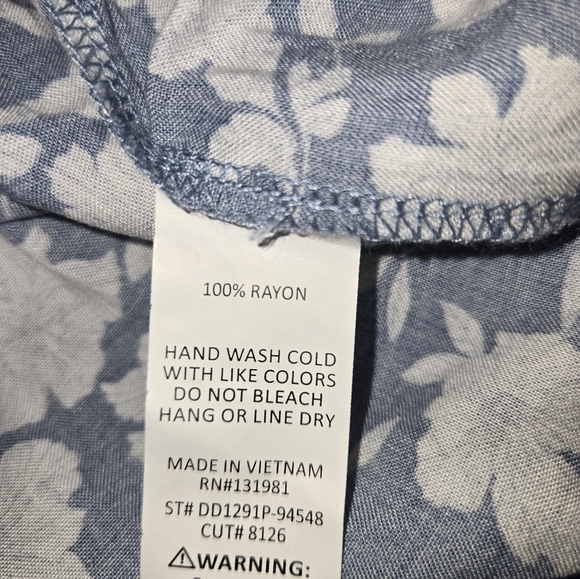 100% RAYON
HAND WASH COLD
WITH LIKE COLORS
DO NOT BLEACH
HANG OR LINE DRY
MADE IN VIETNAM
RN#131981
ST# DD1291P-94548
CUT# 8126
⚠WARNING: